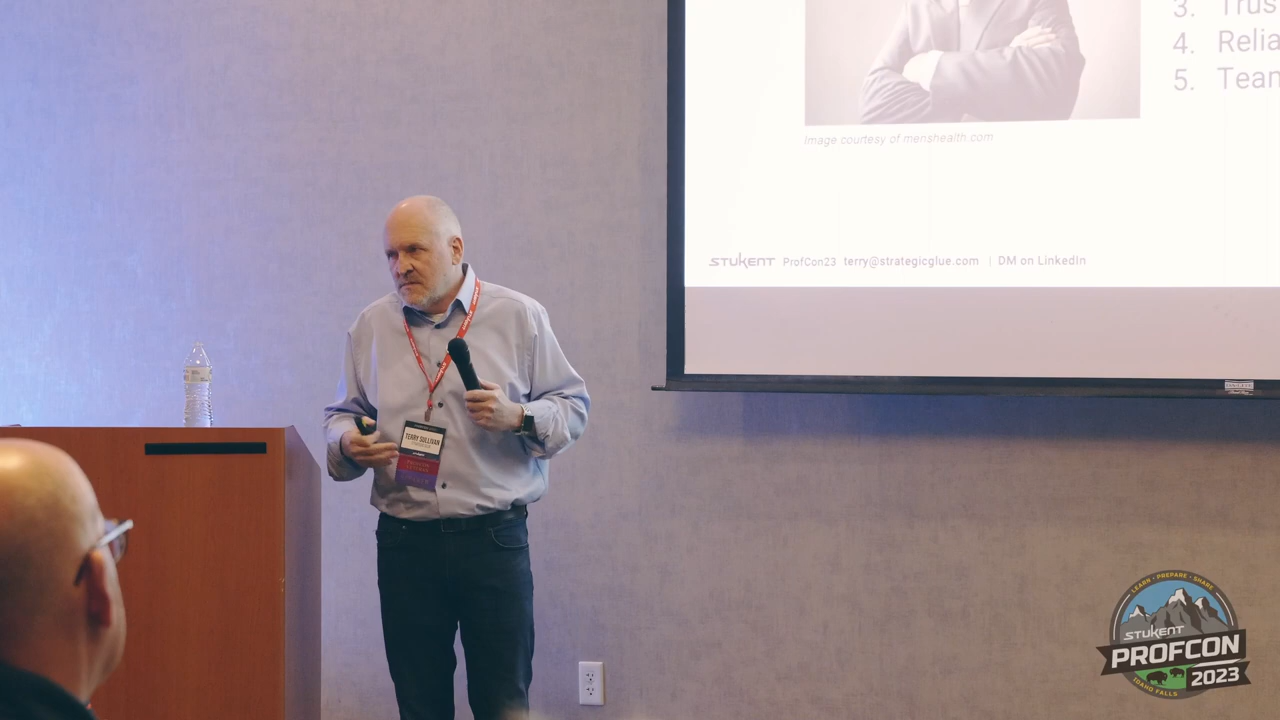 3. Trus
4. Relia
5. Team
Image courtesy of menshealth.com
STUKENT ProfCon23 terry@strategicglue.com | DM on LinkedIn
TERRY SULLIVAN
LEARN • PREPARE • SHARE
STUKENT
PROFCON
2023
IDAHO FALLS